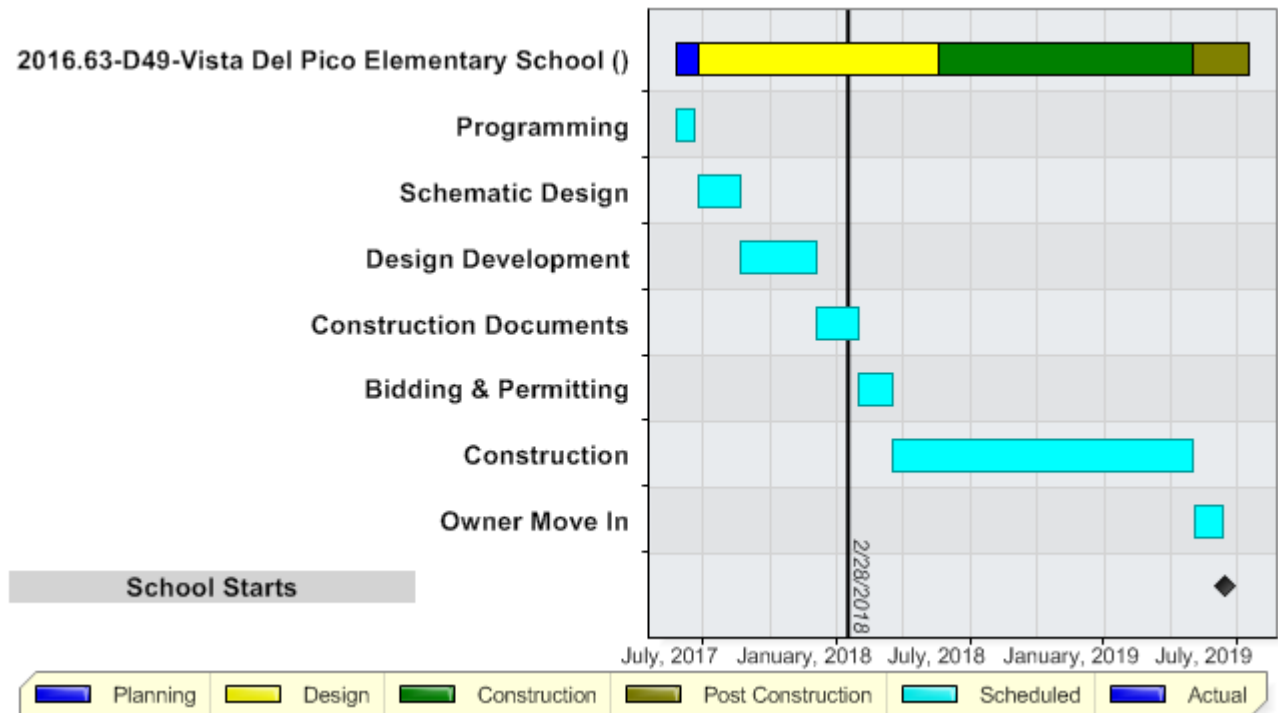 2016.63-D49-Vista Del Pico Elementary School ()
Programming
Schematic Design
Design Development
Construction Documents
Bidding & Permitting
Construction
Owner Move In
School Starts
2/28/2018
July, 2017 January, 2018 July, 2018 January, 2019 July, 2019
Planning Design Construction Post Construction Scheduled Actual